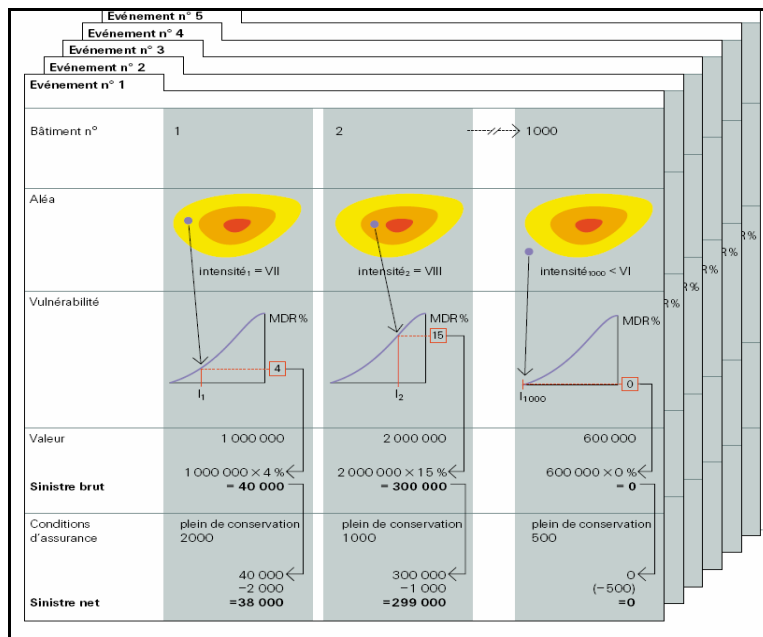 Evénement n° 5
Evénement n° 4
Evénement n° 3
Evénement n° 2
Evénement n° 1
Bâtiment n° 1 2 1000
Aléa
intensité₁ = VII intensité₂ = VIII intensité₁₀₀₀ < VI
Vulnérabilité
MDR% MDR% MDR%
R% R% R% R%
4 15 0
I₁ I₂ I₁₀₀₀
Valeur 1 000 000 2 000 000 600 000
1 000 000 × 4 % 2 000 000 × 15 % 600 000 × 0 %
Sinistre brut = 40 000 = 300 000 = 0
Conditions plein de conservation plein de conservation plein de conservation
d'assurance 2000 1000 500
40 000 300 000 0
−2 000 −1 000 (−500)
Sinistre net =38 000 =299 000 =0